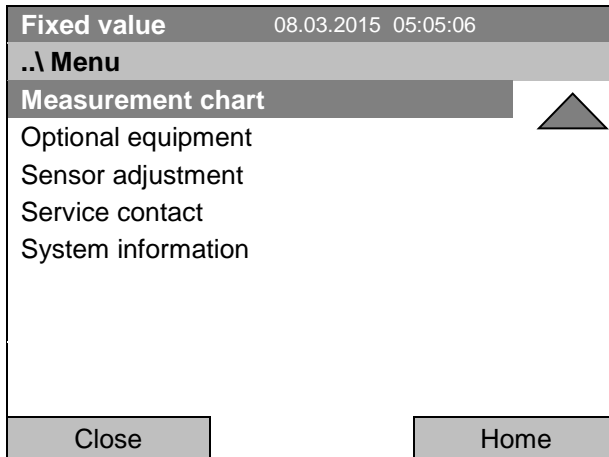 Fixed value 08.03.2015 05:05:06
..\ Menu
Measurement chart
Optional equipment
Sensor adjustment
Service contact
System information
Close Home